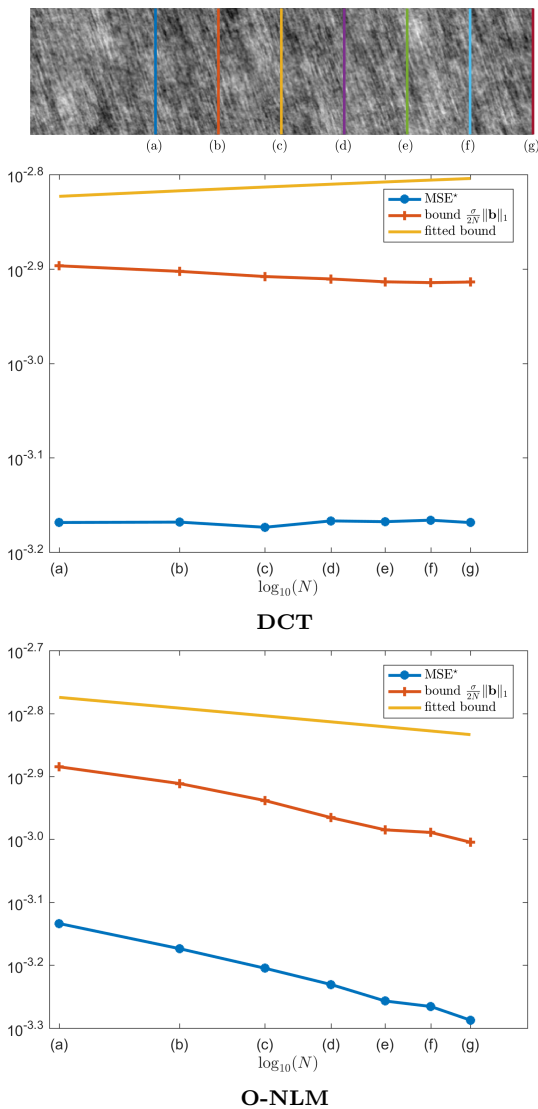 (a) (b) (c) (d) (e) (f) (g)
10^-2.8
MSE⋆
bound σ/2N ‖b‖₁
fitted bound
10^-2.9
10^-3.0
10^-3.1
10^-3.2
(a) (b) (c) (d) (e) (f) (g)
log₁₀(N)
DCT
10^-2.7
MSE⋆
bound σ/2N ‖b‖₁
fitted bound
10^-2.8
10^-2.9
10^-3.0
10^-3.1
10^-3.2
10^-3.3
(a) (b) (c) (d) (e) (f) (g)
log₁₀(N)
O-NLM